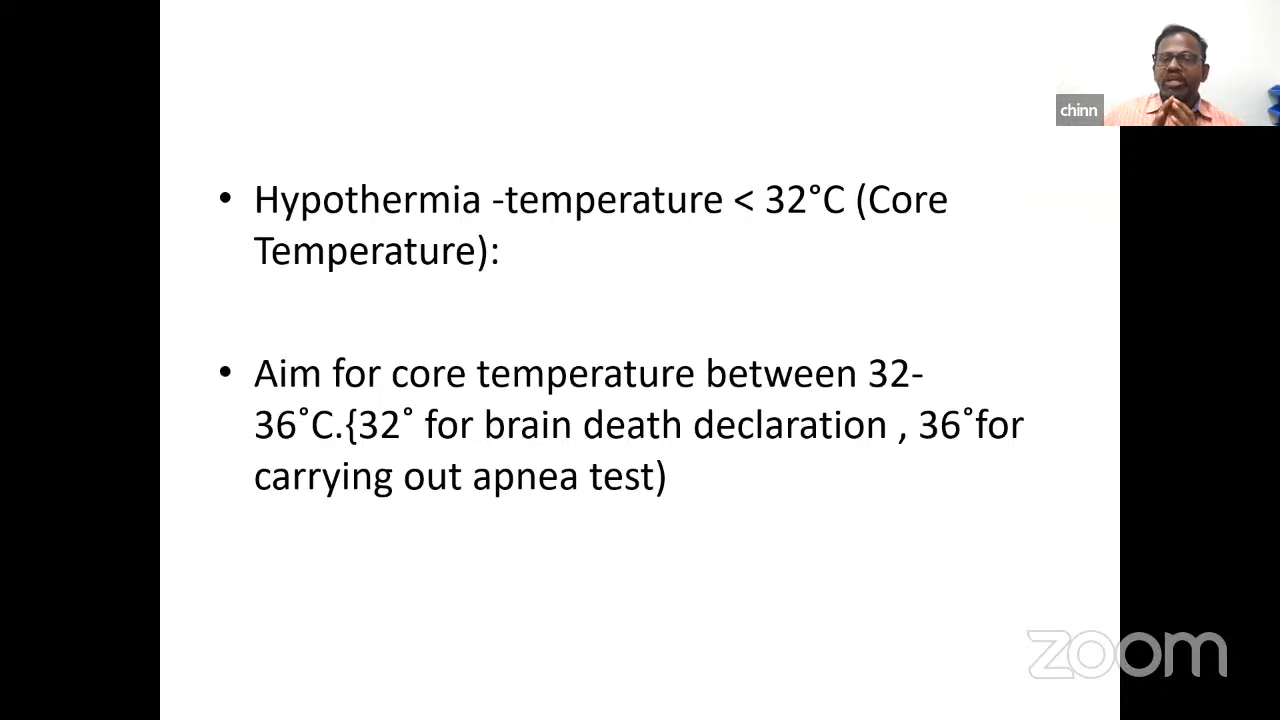 chinn
• Hypothermia -temperature < 32°C (Core
Temperature):
• Aim for core temperature between 32-
36˚C.{32˚ for brain death declaration , 36˚for
carrying out apnea test)
zoom